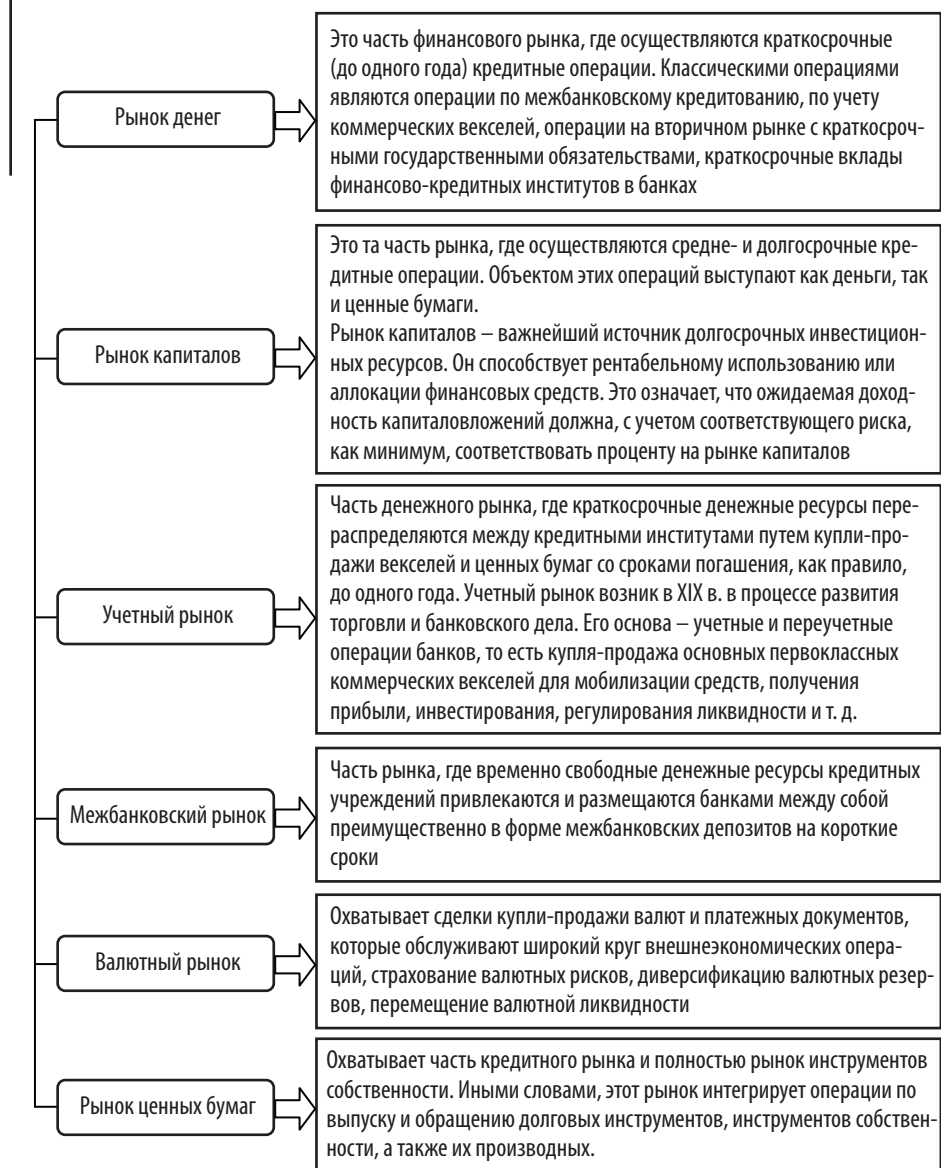 Рынок денег
Это часть финансового рынка, где осуществляются краткосрочные
(до одного года) кредитные операции. Классическими операциями
являются операции по межбанковскому кредитованию, по учету
коммерческих векселей, операции на вторичном рынке с краткосроч-
ными государственными обязательствами, краткосрочные вклады
финансово-кредитных институтов в банках
Рынок капиталов
Это та часть рынка, где осуществляются средне- и долгосрочные кре-
дитные операции. Объектом этих операций выступают как деньги, так
и ценные бумаги.
Рынок капиталов – важнейший источник долгосрочных инвестицион-
ных ресурсов. Он способствует рентабельному использованию или
аллокации финансовых средств. Это означает, что ожидаемая доход-
ность капиталовложений должна, с учетом соответствующего риска,
как минимум, соответствовать проценту на рынке капиталов
Учетный рынок
Часть денежного рынка, где краткосрочные денежные ресурсы пере-
распределяются между кредитными институтами путем купли-про-
дажи векселей и ценных бумаг со сроками погашения, как правило,
до одного года. Учетный рынок возник в XIX в. в процессе развития
торговли и банковского дела. Его основа – учетные и переучетные
операции банков, то есть купля-продажа основных первоклассных
коммерческих векселей для мобилизации средств, получения
прибыли, инвестирования, регулирования ликвидности и т. д.
Межбанковский рынок
Часть рынка, где временно свободные денежные ресурсы кредитных
учреждений привлекаются и размещаются банками между собой
преимущественно в форме межбанковских депозитов на короткие
сроки
Валютный рынок
Охватывает сделки купли-продажи валют и платежных документов,
которые обслуживают широкий круг внешнеэкономических опера-
ций, страхование валютных рисков, диверсификацию валютных резер-
вов, перемещение валютной ликвидности
Рынок ценных бумаг
Охватывает часть кредитного рынка и полностью рынок инструментов
собственности. Иными словами, этот рынок интегрирует операции по
выпуску и обращению долговых инструментов, инструментов собствен-
ности, а также их производных.